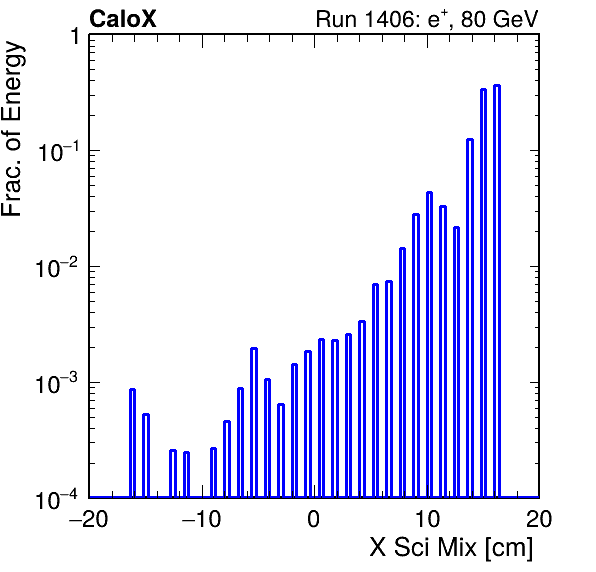 CaloX Run 1406: e⁺, 80 GeV
Frac. of Energy
1
10⁻¹
10⁻²
10⁻³
10⁻⁴
−20 −10 0 10 20
X Sci Mix [cm]